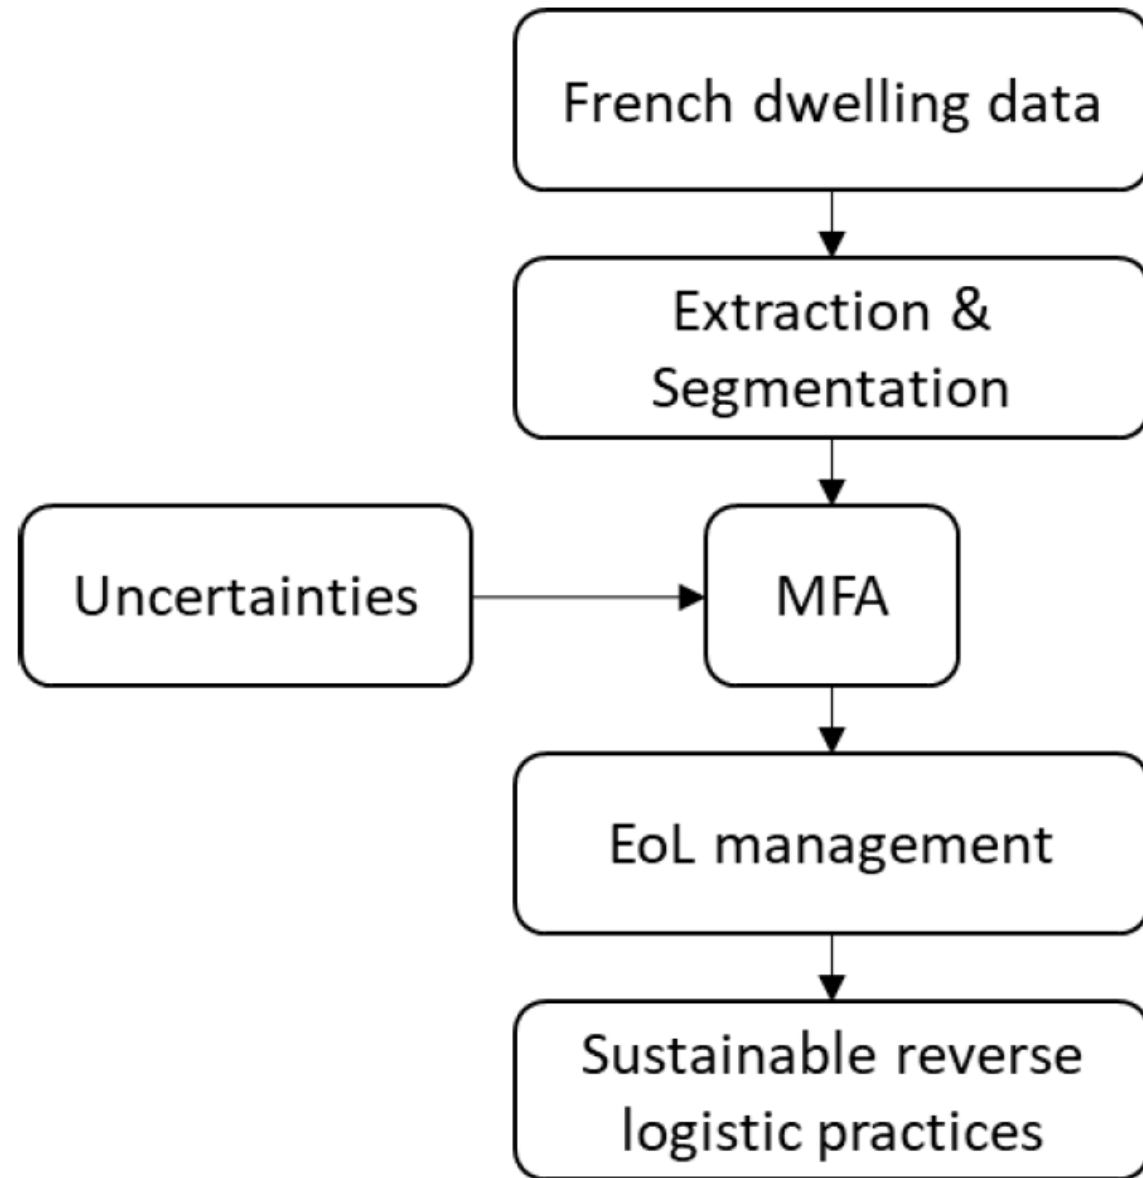 French dwelling data
Extraction &
Segmentation
Uncertainties
MFA
EoL management
Sustainable reverse
logistic practices